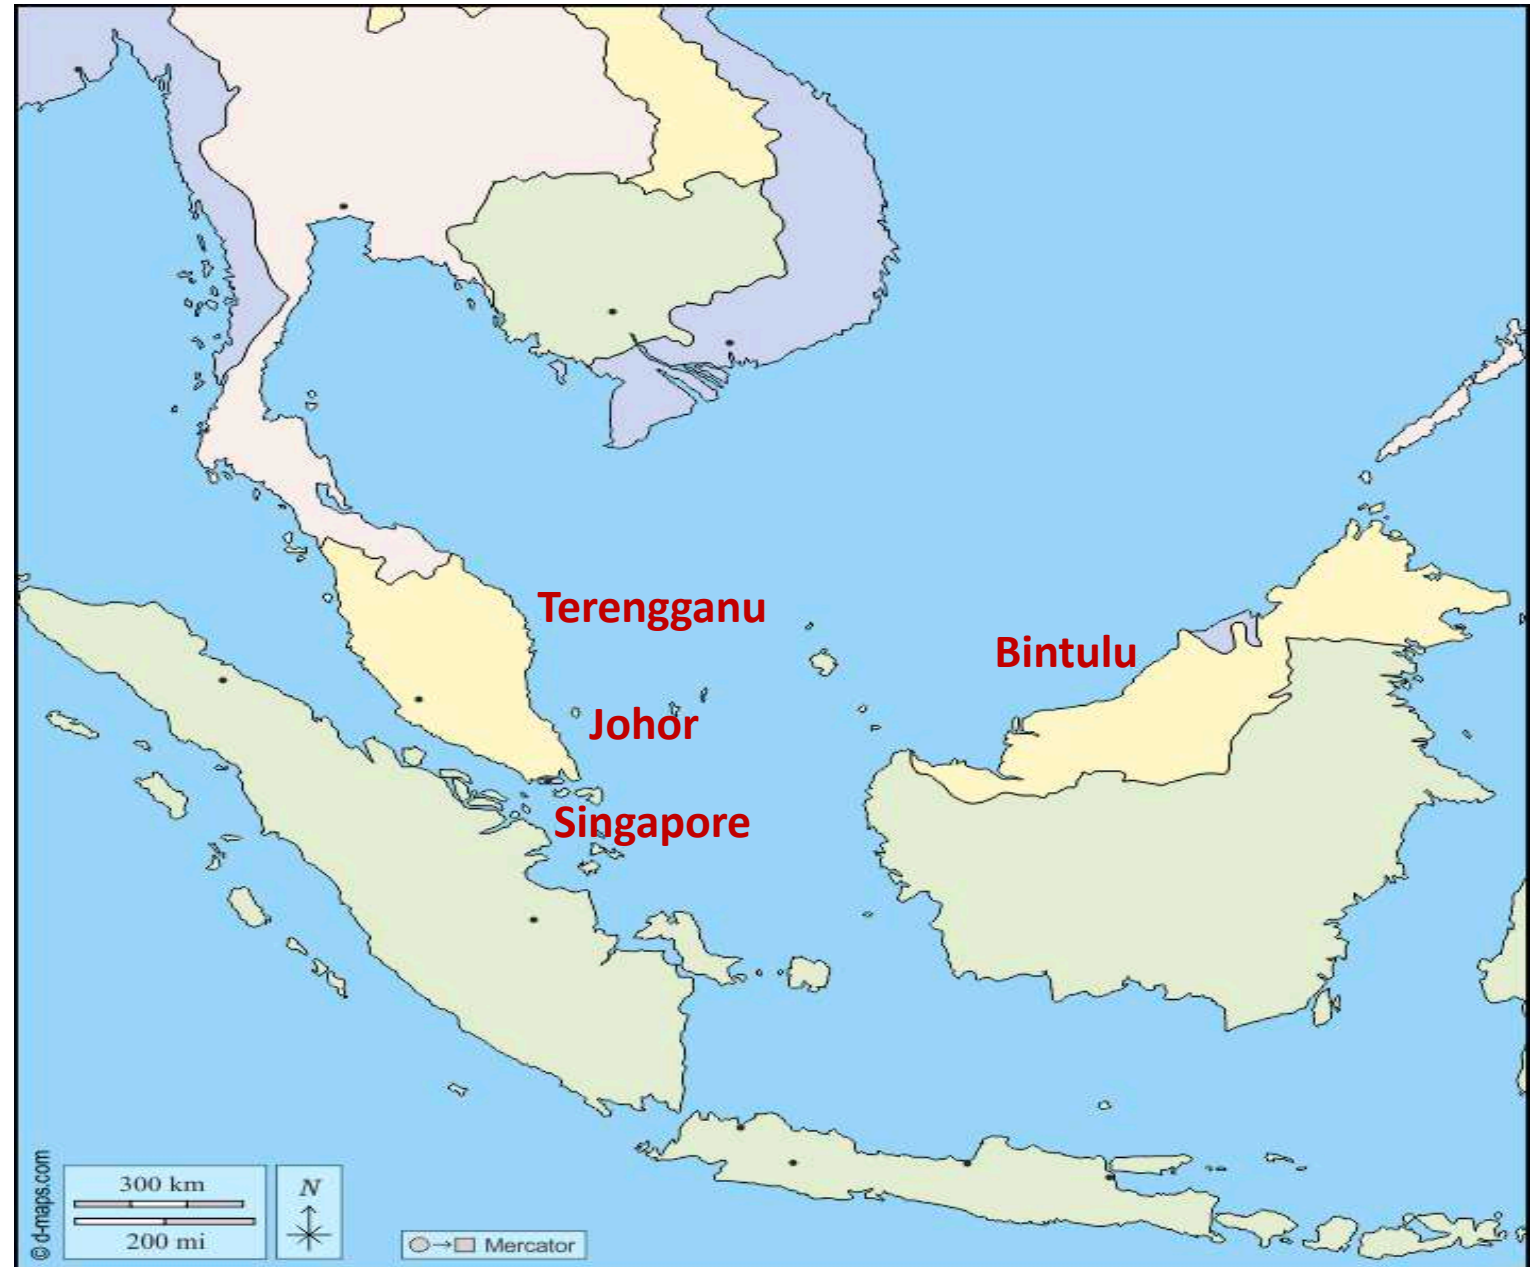 Terengganu
Bintulu
Johor
Singapore
© d-maps.com
300 km
200 mi
N
Mercator